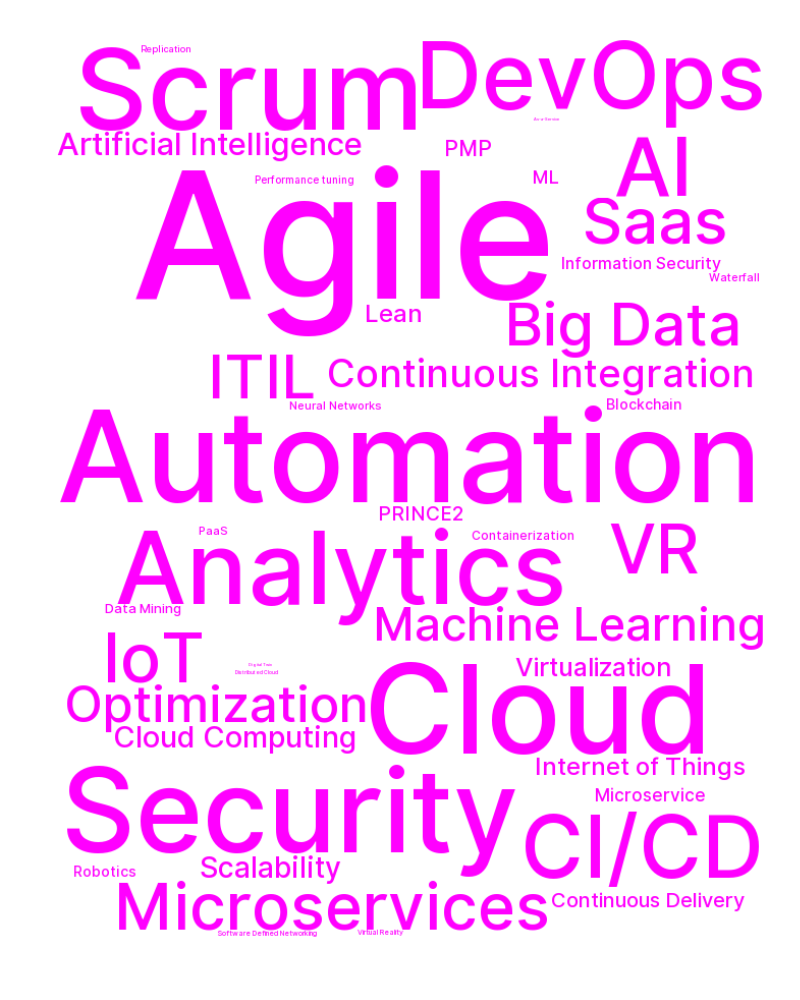 Replication
Scrum
DevOps
Artificial Intelligence
PMP
AI
Performance tuning
ML
Agile
Saas
Information Security
Waterfall
Lean
Big Data
ITIL
Continuous Integration
Neural Networks
Blockchain
Automation
PRINCE2
PaaS
Containerization
VR
Analytics
Data Mining
Machine Learning
IoT
Digital Twin
Distributed Cloud
Virtualization
Optimization
Cloud
Cloud Computing
Internet of Things
Security
Microservice
CI/CD
Scalability
Robotics
Microservices
Continuous Delivery
Software Defined Networking
Virtual Reality